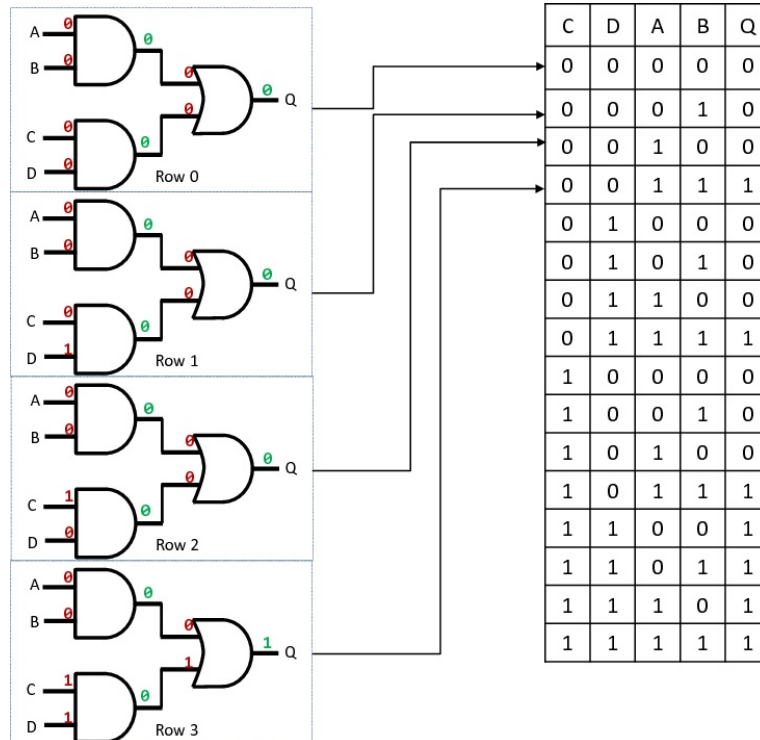 A 0
0
B 0
0
0
0 Q
C 0
0
D 0
Row 0
A 0
0
B 0
0
0
0 Q
C 0
0
D 1
Row 1
A 0
0
B 0
0
0
0 Q
C 1
0
D 0
Row 2
A 0
0
B 0
0
1
1 Q
C 1
0
D 1
Row 3
C D A B Q
0 0 0 0 0
0 0 0 1 0
0 0 1 0 0
0 0 1 1 1
0 1 0 0 0
0 1 0 1 0
0 1 1 0 0
0 1 1 1 1
1 0 0 0 0
1 0 0 1 0
1 0 1 0 0
1 0 1 1 1
1 1 0 0 1
1 1 0 1 1
1 1 1 0 1
1 1 1 1 1